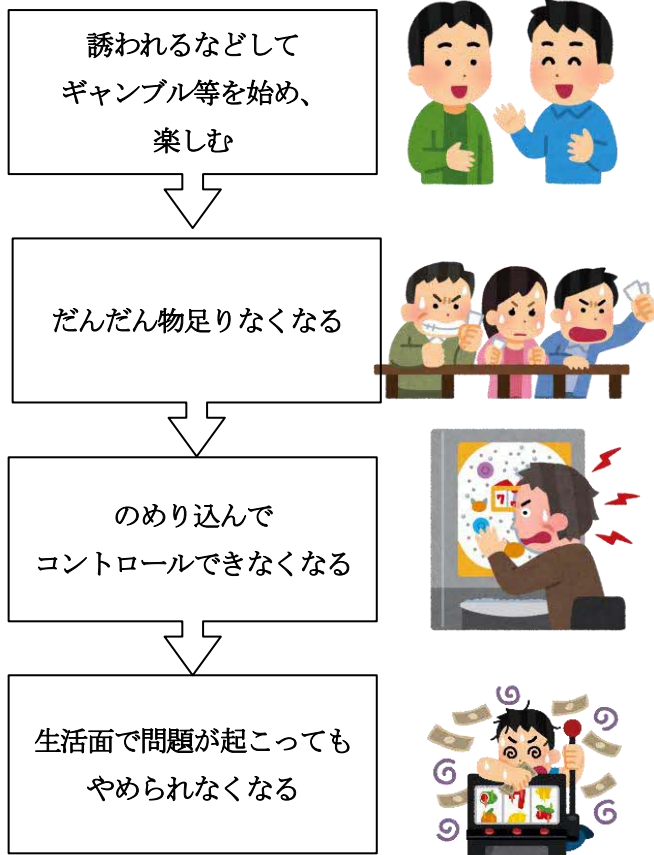 誘われるなどして
ギャンブル等を始め、
楽しむ
だんだん物足りなくなる
のめり込んで
コントロールできなくなる
7
生活面で問題が起こっても
やめられなくなる
7